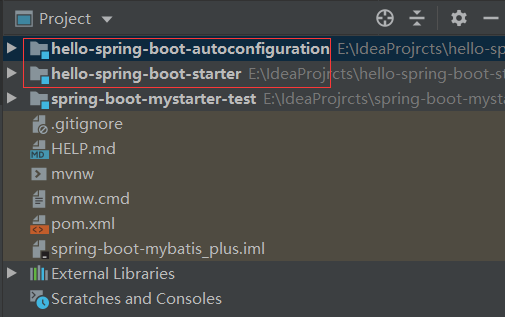 Project
hello-spring-boot-autoconfiguration E:\IdeaProjrcts\hello-sp
hello-spring-boot-starter E:\IdeaProjrcts\hello-spring-boot-st
spring-boot-mystarter-test E:\IdeaProjrcts\spring-boot-mysta
.gitignore
HELP.md
mvnw
mvnw.cmd
pom.xml
spring-boot-mybatis_plus.iml
External Libraries
Scratches and Consoles